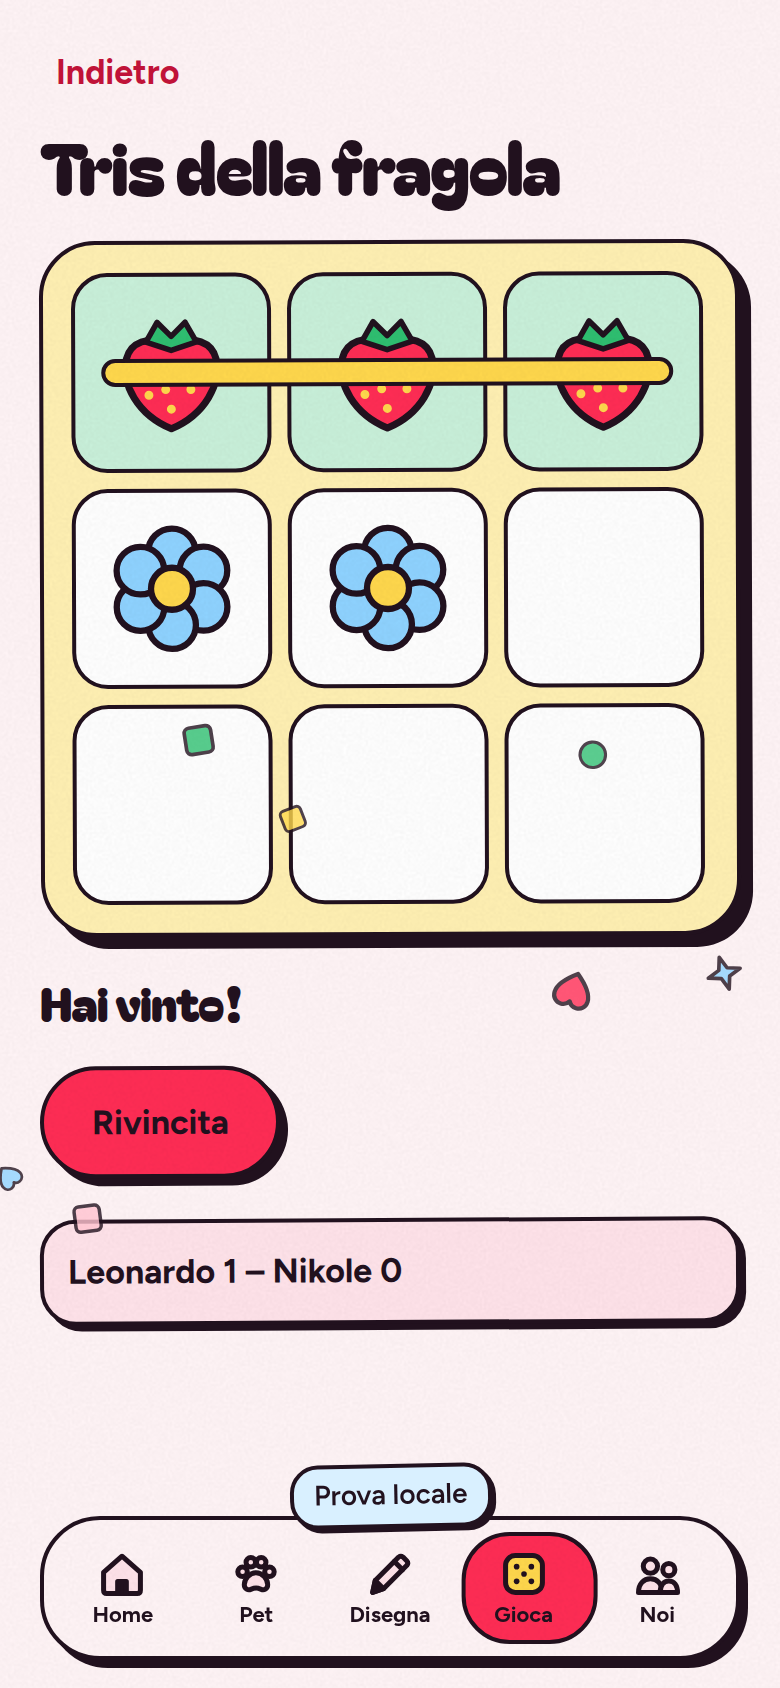 Indietro
Tris della fragola
Hai vinto!
Rivincita
Leonardo 1 – Nikole 0
Prova locale
Home
Pet
Disegna
Gioca
Noi